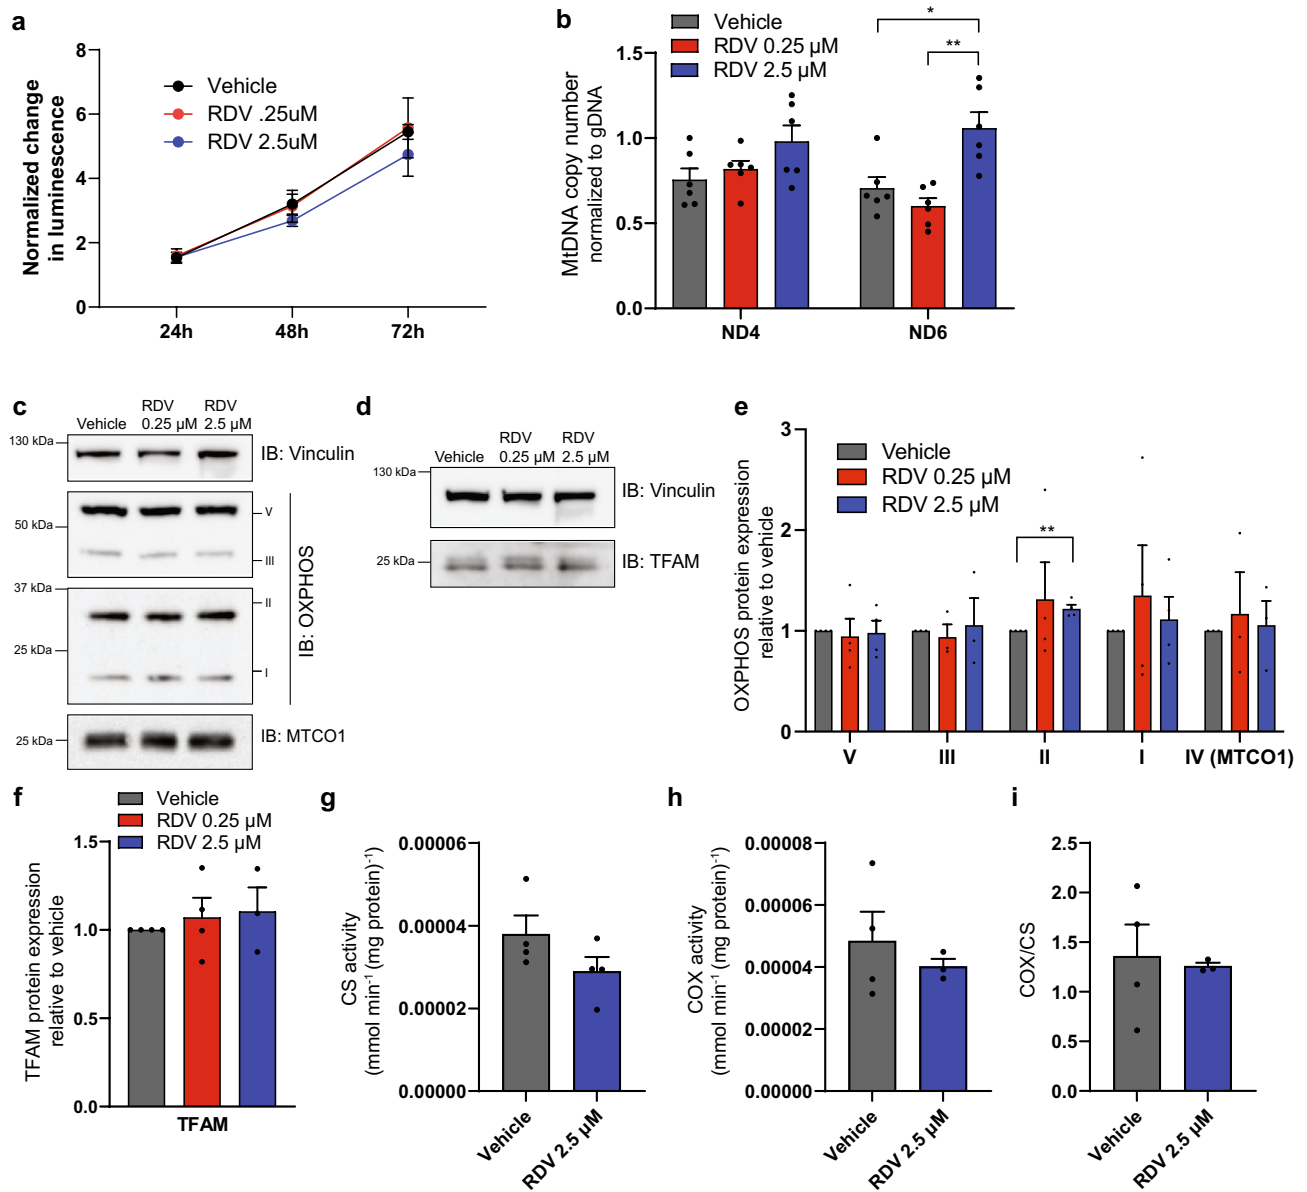 a
Normalized change
in luminescence
8
6
4
2
0
Vehicle
RDV .25uM
RDV 2.5uM
24h 48h 72h
b
MtDNA copy number
normalized to gDNA
1.5
1.0
0.5
0.0
Vehicle
RDV 0.25 µM
RDV 2.5 µM
*
**
ND4 ND6
c
Vehicle RDV 0.25 µM RDV 2.5 µM
130 kDa
IB: Vinculin
50 kDa
V
III
37 kDa
II
25 kDa
I
IB: OXPHOS
25 kDa
IB: MTCO1
d
Vehicle RDV 0.25 µM RDV 2.5 µM
130 kDa
IB: Vinculin
25 kDa
IB: TFAM
e
OXPHOS protein expression
relative to vehicle
3
2
1
0
Vehicle
RDV 0.25 µM
RDV 2.5 µM
**
V III II I IV (MTCO1)
f
TFAM protein expression
relative to vehicle
1.5
1.0
0.5
0.0
Vehicle
RDV 0.25 µM
RDV 2.5 µM
TFAM
g
CS activity
(mmol min⁻¹ (mg protein)⁻¹)
0.00006
0.00004
0.00002
0.00000
Vehicle
RDV 2.5 µM
h
COX activity
(mmol min⁻¹ (mg protein)⁻¹)
0.00008
0.00006
0.00004
0.00002
0.00000
Vehicle
RDV 2.5 µM
i
COX/CS
2.5
2.0
1.5
1.0
0.5
0.0
Vehicle
RDV 2.5 µM